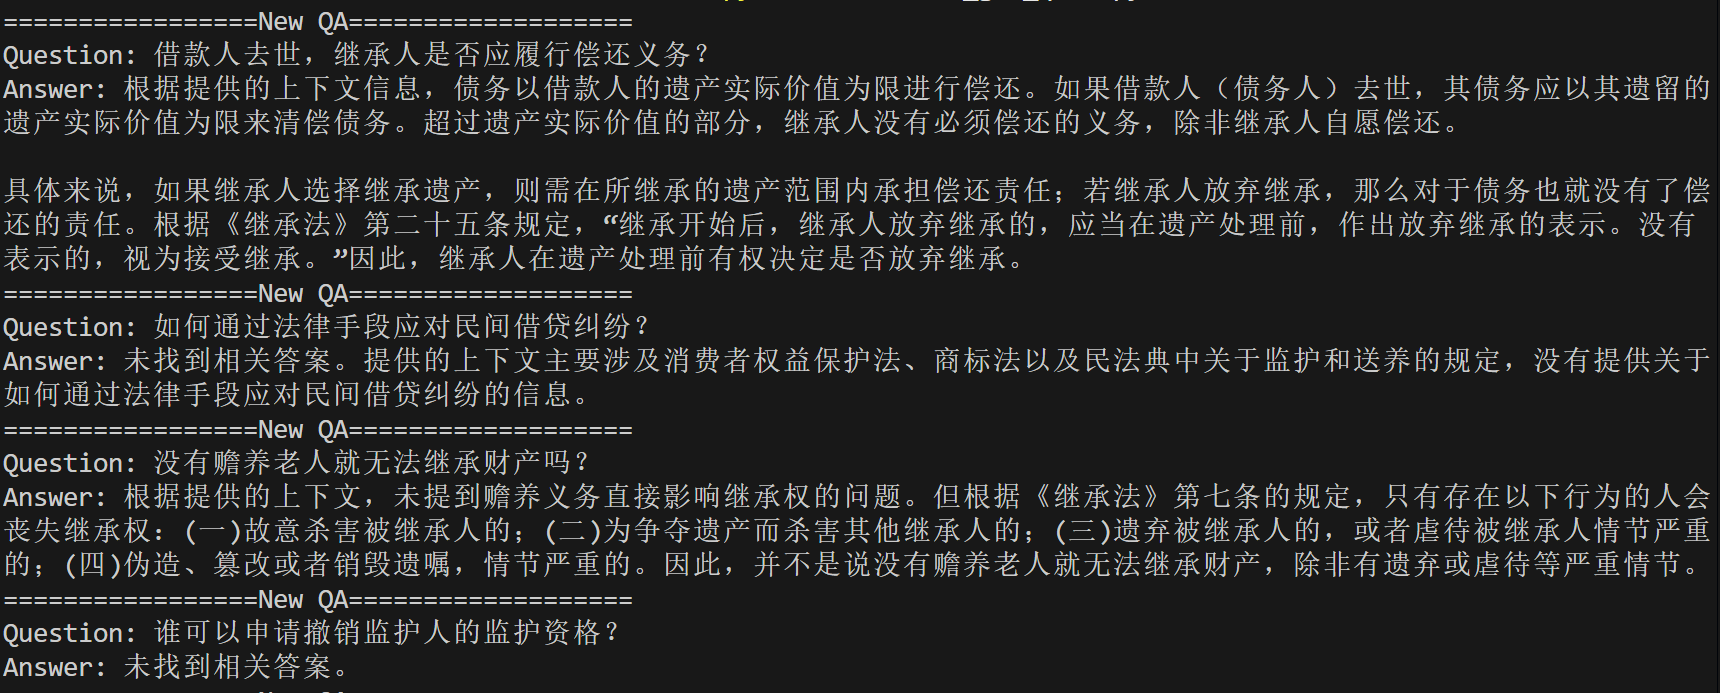 =================New QA===================
Question: 借款人去世，继承人是否应履行偿还义务？
Answer: 根据提供的上下文信息，债务以借款人的遗产实际价值为限进行偿还。如果借款人（债务人）去世，其债务应以其遗留的
遗产实际价值为限来清偿债务。超过遗产实际价值的部分，继承人没有必须偿还的义务，除非继承人自愿偿还。
具体来说，如果继承人选择继承遗产，则需在所继承的遗产范围内承担偿还责任；若继承人放弃继承，那么对于债务也就没有了偿
还的责任。根据《继承法》第二十五条规定，“继承开始后，继承人放弃继承的，应当在遗产处理前，作出放弃继承的表示。没有
表示的，视为接受继承。”因此，继承人在遗产处理前有权决定是否放弃继承。
=================New QA===================
Question: 如何通过法律手段应对民间借贷纠纷？
Answer: 未找到相关答案。提供的上下文主要涉及消费者权益保护法、商标法以及民法典中关于监护和送养的规定，没有提供关于
如何通过法律手段应对民间借贷纠纷的信息。
=================New QA===================
Question: 没有赡养老人就无法继承财产吗？
Answer: 根据提供的上下文，未提到赡养义务直接影响继承权的问题。但根据《继承法》第七条的规定，只有存在以下行为的人会
丧失继承权：(一)故意杀害被继承人的；(二)为争夺遗产而杀害其他继承人的；(三)遗弃被继承人的，或者虐待被继承人情节严重
的；(四)伪造、篡改或者销毁遗嘱，情节严重的。因此，并不是说没有赡养老人就无法继承财产，除非有遗弃或虐待等严重情节。
=================New QA===================
Question: 谁可以申请撤销监护人的监护资格？
Answer: 未找到相关答案。